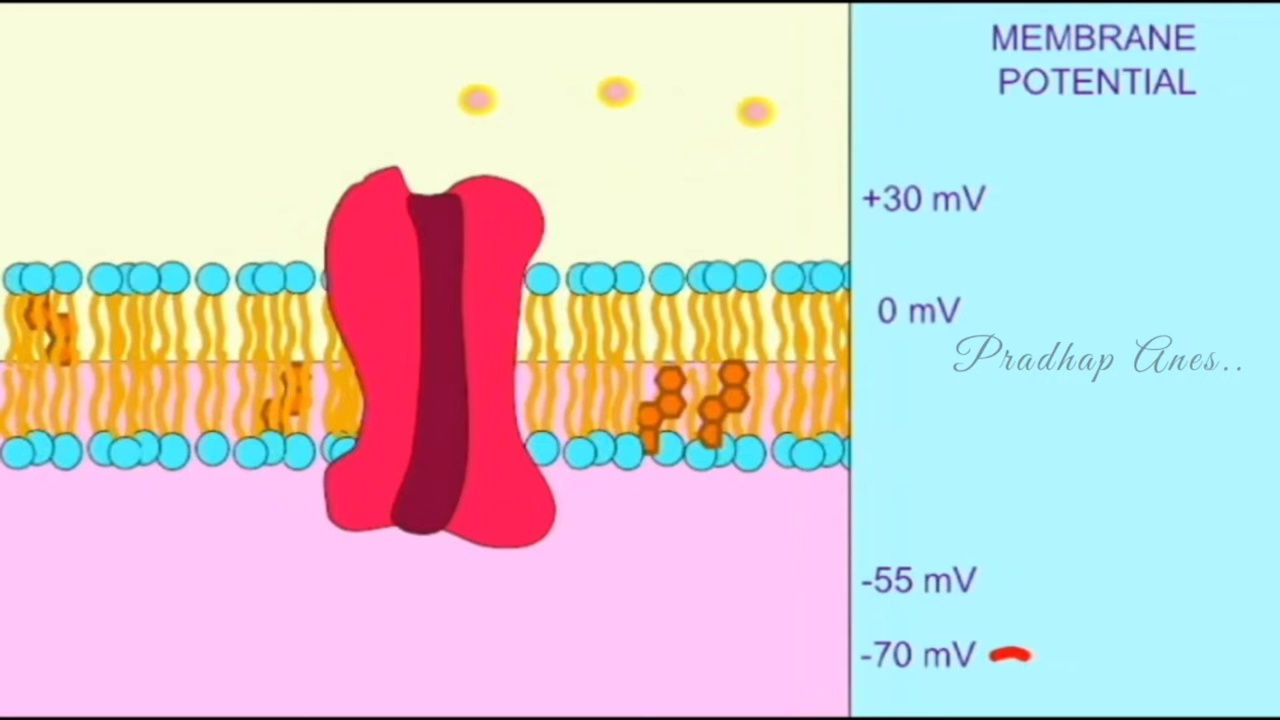 MEMBRANE
POTENTIAL
+30 mV
0 mV
Pradhap Anes..
-55 mV
-70 mV